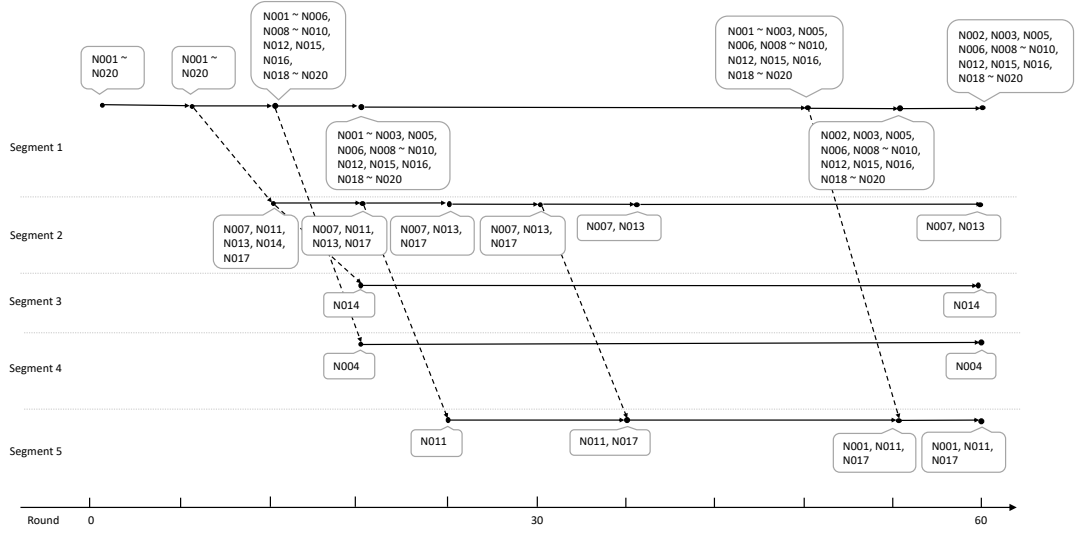 N001 ~ N006,
N008 ~ N010,
N012, N015,
N016,
N018 ~ N020
N001 ~
N020
N001 ~
N020
N001 ~ N003, N005,
N006, N008 ~ N010,
N012, N015, N016,
N018 ~ N020
N002, N003, N005,
N006, N008 ~ N010,
N012, N015, N016,
N018 ~ N020
Segment 1
N001 ~ N003, N005,
N006, N008 ~ N010,
N012, N015, N016,
N018 ~ N020
N002, N003, N005,
N006, N008 ~ N010,
N012, N015, N016,
N018 ~ N020
Segment 2
N007, N011,
N013, N014,
N017
N007, N011,
N013, N017
N007, N013,
N017
N007, N013,
N017
N007, N013
N007, N013
Segment 3
N014
N014
Segment 4
N004
N004
Segment 5
N011
N011, N017
N001, N011,
N017
N001, N011,
N017
Round
0
30
60